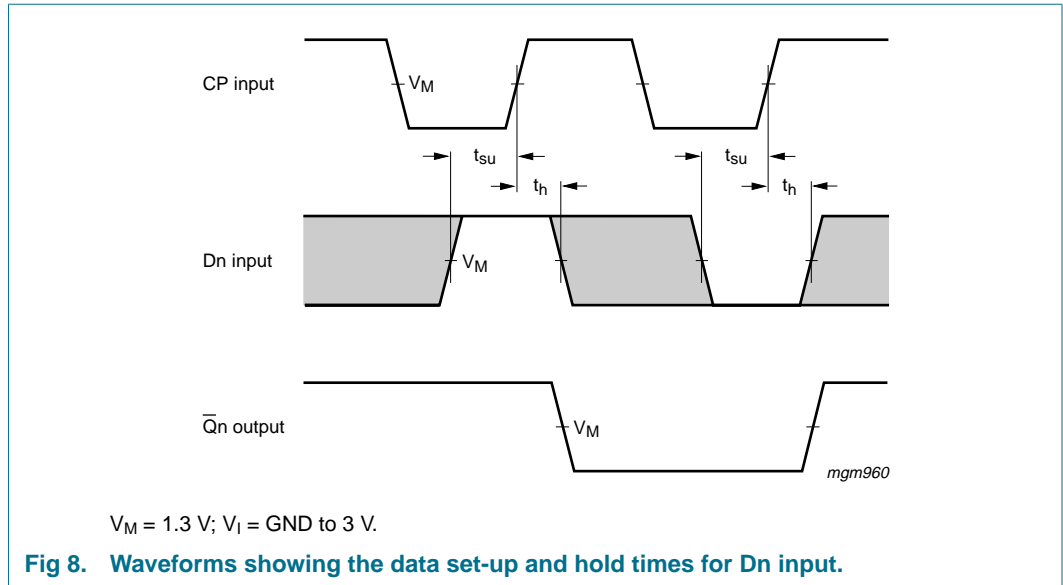 CP input
VM
tsu
tsu
th
th
Dn input
VM
Q̅n output
VM
mgm960
VM = 1.3 V; VI = GND to 3 V.
Fig 8. Waveforms showing the data set-up and hold times for Dn input.